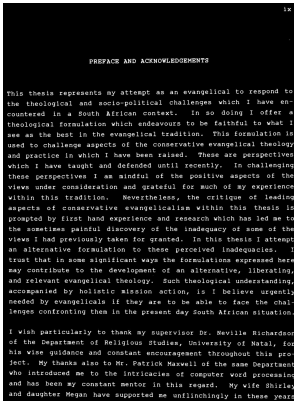 ix
PREFACE AND ACKNOWLEDGEMENTS
This thesis represents my attempt as an evangelical to respond to
the theological and socio-political challenges which I have en-
countered in a South African context. In so doing I offer a
theological formulation which endeavours to be faithful to what I
see as the best in the evangelical tradition. This formulation is
used to challenge aspects of the conservative evangelical theology
and practice in which I have been raised. These are perspectives
which I have taught and defended until recently. In challenging
these perspectives I am mindful of the positive aspects of the
views under consideration and grateful for much of my experience
within this tradition. Nevertheless, the critique of leading
aspects of conservative evangelicalism within this thesis is
prompted by first hand experience and research which has led me to
the sometimes painful discovery of the inadequacy of some of the
views I had previously taken for granted. In this thesis I attempt
an alternative formulation to these perceived inadequacies. I
trust that in some significant ways the formulations expressed here
may contribute to the development of an alternative, liberating,
and relevant evangelical theology. Such theological understanding,
accompanied by holistic mission action, is I believe urgently
needed by evangelicals if they are to be able to face the chal-
lenges confronting them in the present day South African situation.
I wish particularly to thank my supervisor Dr. Neville Richardson
of the Department of Religious Studies, University of Natal, for
his wise guidance and constant encouragement throughout this pro-
ject. My thanks also to Mr. Patrick Maxwell of the same Department
who introduced me to the intricacies of computer word processing
and has been my constant mentor in this regard. My wife Shirley
and daughter Megan have supported me unflinchingly in these years